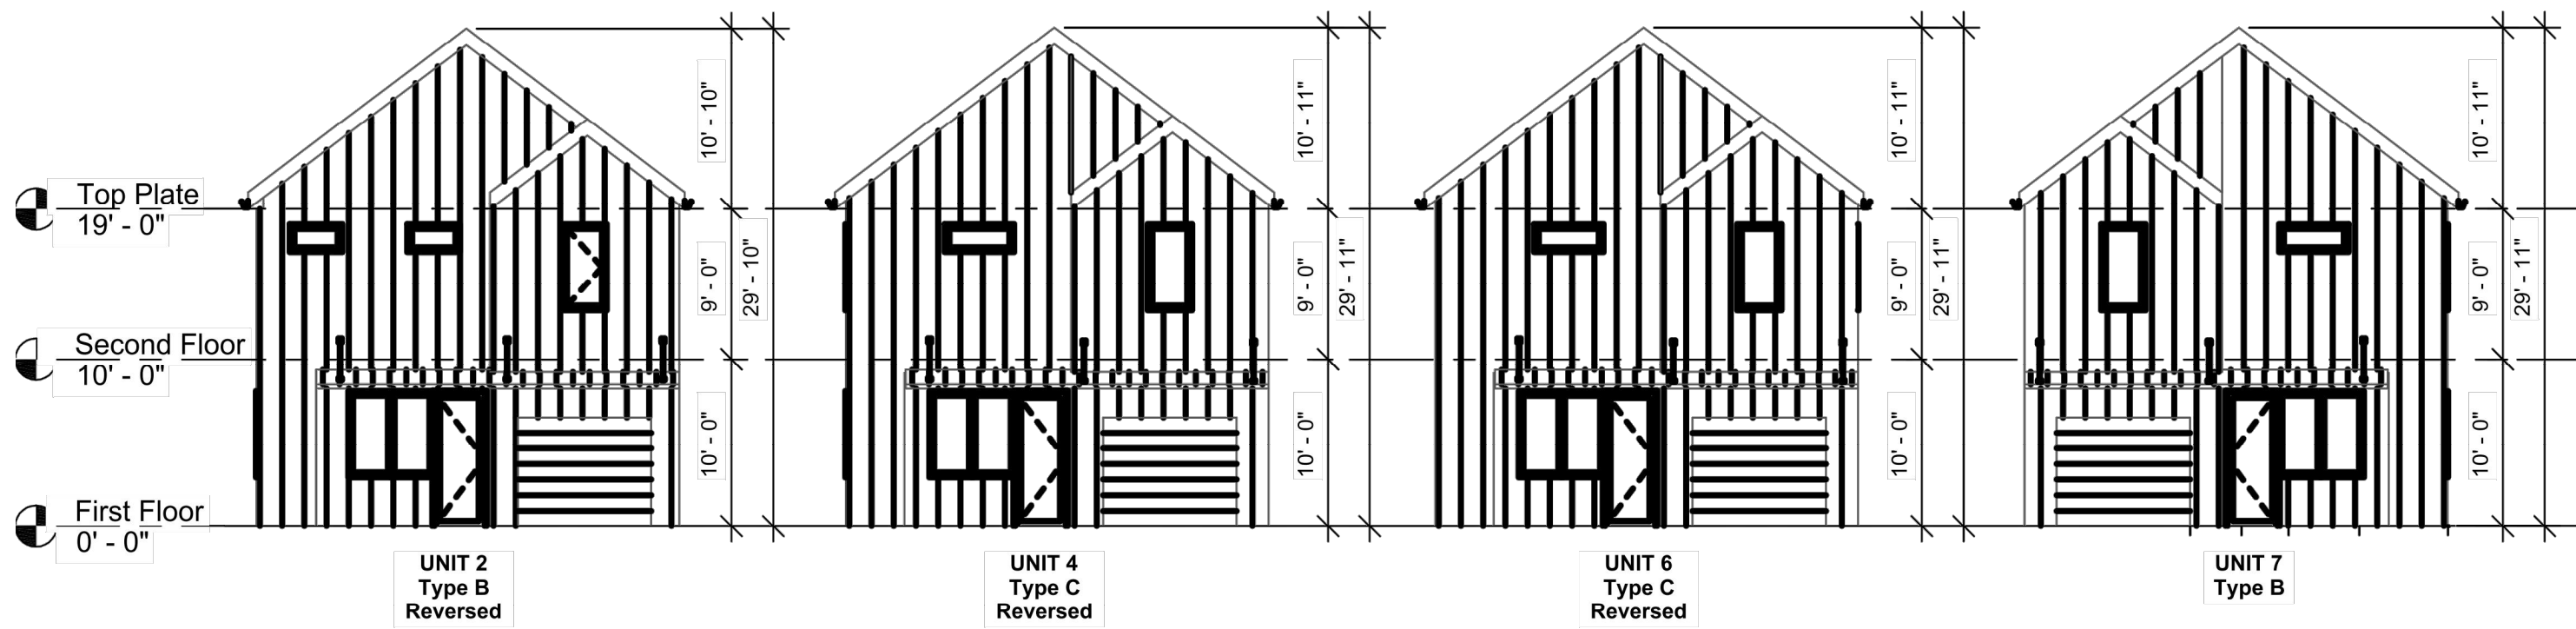 Top Plate
19' - 0"
Second Floor
10' - 0"
First Floor
0' - 0"
10' - 10"
9' - 0"
29' - 10"
10' - 0"
10' - 11"
9' - 0"
29' - 11"
10' - 0"
10' - 11"
9' - 0"
29' - 11"
10' - 0"
10' - 11"
9' - 0"
29' - 11"
10' - 0"
UNIT 2
Type B
Reversed
UNIT 4
Type C
Reversed
UNIT 6
Type C
Reversed
UNIT 7
Type B